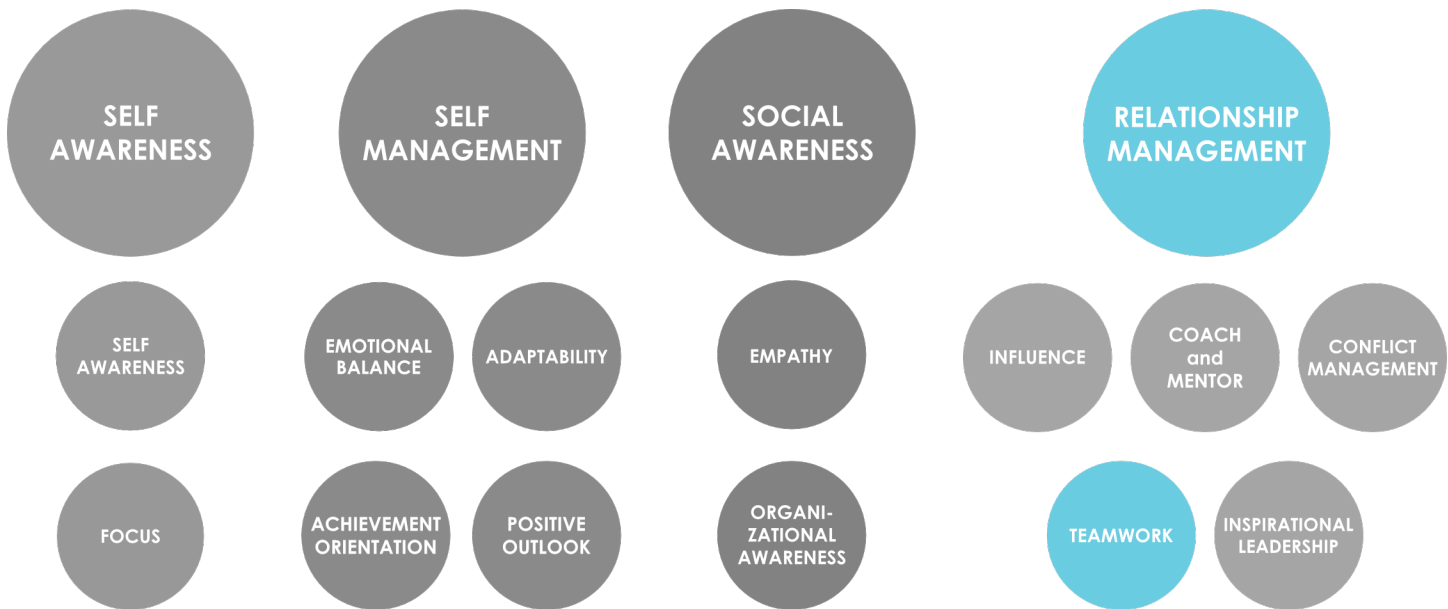 SELF
AWARENESS
SELF
MANAGEMENT
SOCIAL
AWARENESS
RELATIONSHIP
MANAGEMENT
SELF
AWARENESS
EMOTIONAL
BALANCE
ADAPTABILITY
EMPATHY
INFLUENCE
COACH
and
MENTOR
CONFLICT
MANAGEMENT
FOCUS
ACHIEVEMENT
ORIENTATION
POSITIVE
OUTLOOK
ORGANI-
ZATIONAL
AWARENESS
TEAMWORK
INSPIRATIONAL
LEADERSHIP